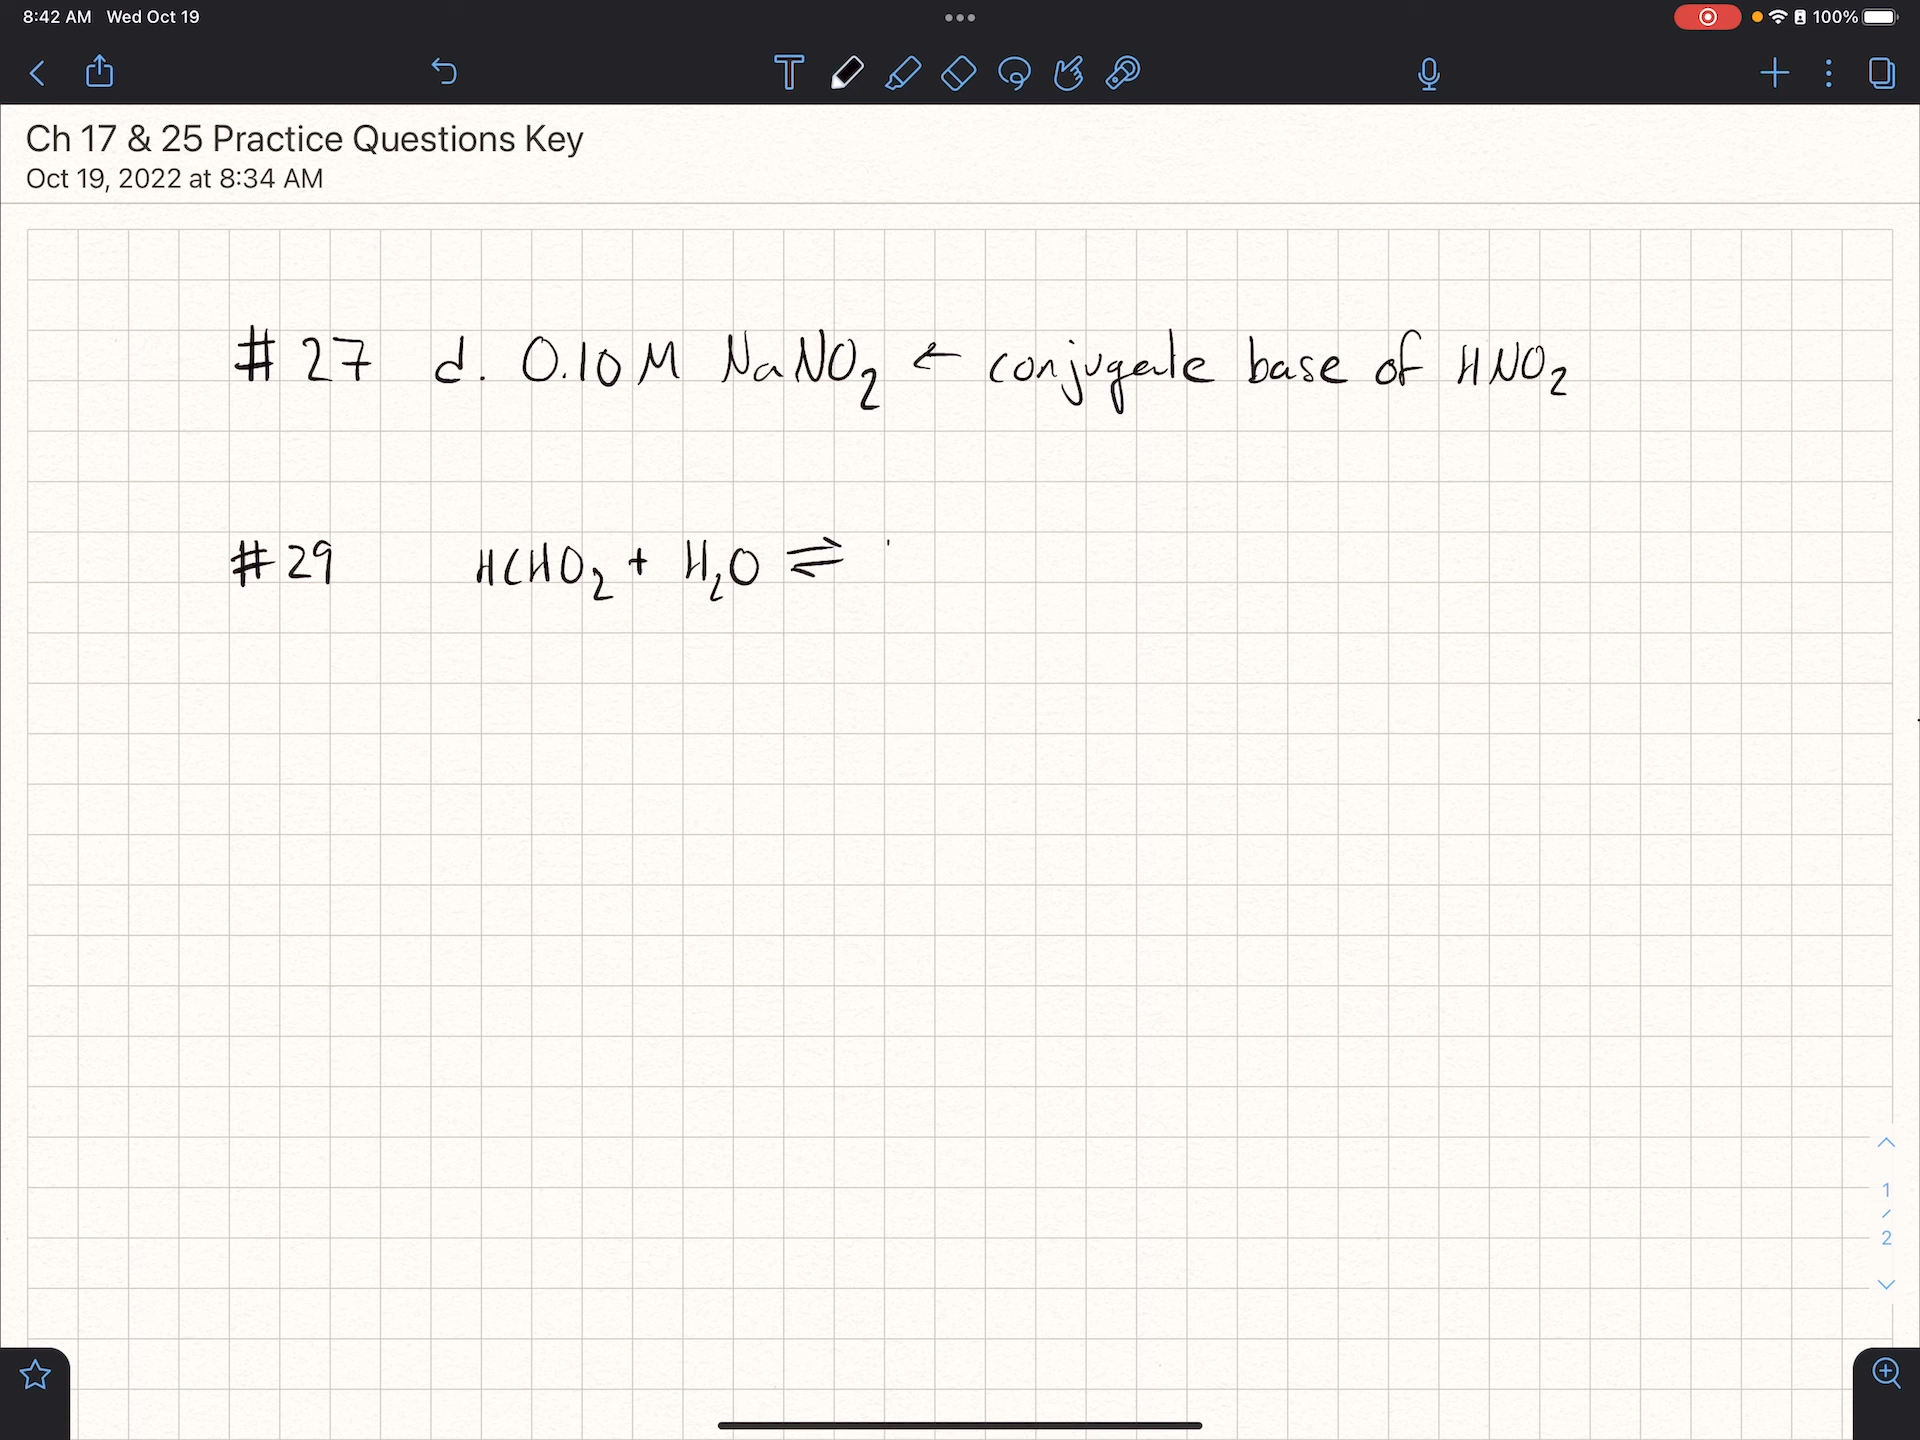 8:42 AM Wed Oct 19
100%
Ch 17 & 25 Practice Questions Key
Oct 19, 2022 at 8:34 AM
# 27 d. 0.10 M NaNO₂ ← conjugate base of HNO₂
# 29 HCHO₂ + H₂O ⇌
1
/
2